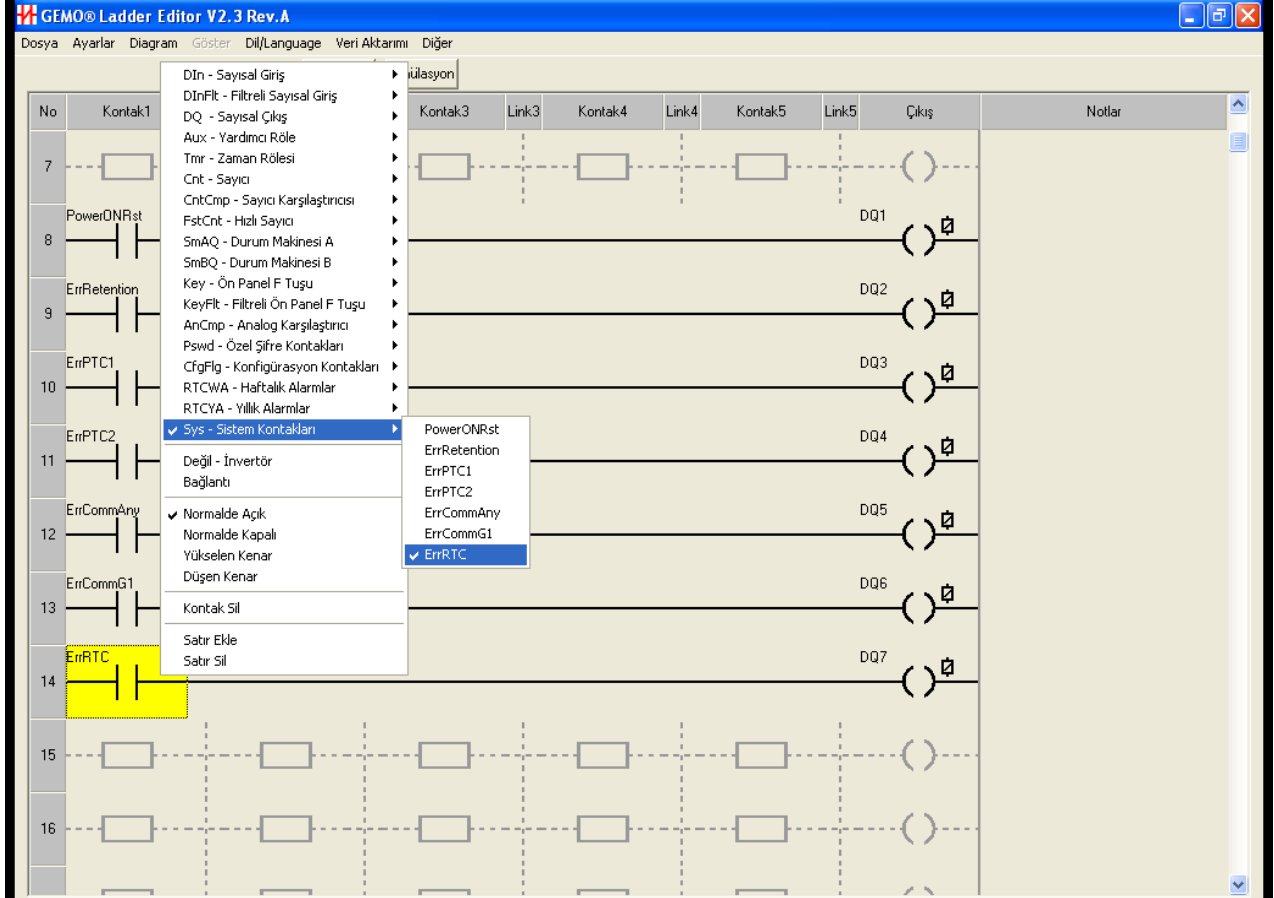 GEMO® Ladder Editor V2.3 Rev.A
Dosya Ayarlar Diagram Göster Dil/Language Veri Aktarımı Diğer
ülasyon
No Kontak1 Kontak3 Link3 Kontak4 Link4 Kontak5 Link5 Çıkış Notlar
7
PowerONRst DQ1
8
ErrRetention DQ2
9
ErrPTC1 DQ3
10
ErrPTC2 DQ4
11
ErrCommAny DQ5
12
ErrCommG1 DQ6
13
ErrRTC DQ7
14
15
16
DIn - Sayısal Giriş
DInFlt - Filtreli Sayısal Giriş
DQ - Sayısal Çıkış
Aux - Yardımcı Röle
Tmr - Zaman Rölesi
Cnt - Sayıcı
CntCmp - Sayıcı Karşılaştırıcısı
FstCnt - Hızlı Sayıcı
SmAQ - Durum Makinesi A
SmBQ - Durum Makinesi B
Key - Ön Panel F Tuşu
KeyFlt - Filtreli Ön Panel F Tuşu
AnCmp - Analog Karşılaştırıcı
Pswd - Özel Şifre Kontakları
CfgFlg - Konfigürasyon Kontakları
RTCWA - Haftalık Alarmlar
RTCYA - Yıllık Alarmlar
Sys - Sistem Kontakları
Değil - İnvertör
Bağlantı
Normalde Açık
Normalde Kapalı
Yükselen Kenar
Düşen Kenar
Kontak Sil
Satır Ekle
Satır Sil
PowerONRst
ErrRetention
ErrPTC1
ErrPTC2
ErrCommAny
ErrCommG1
ErrRTC